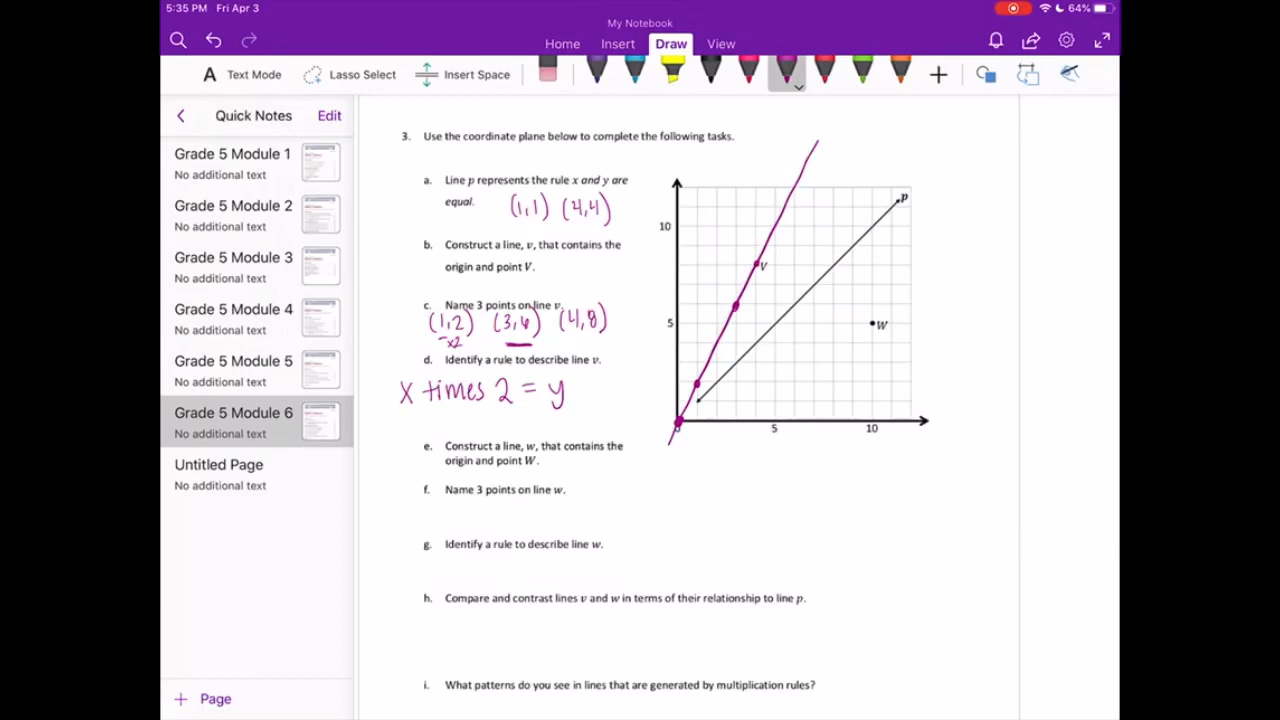 5:35 PM Fri Apr 3
64%
My Notebook
Home Insert Draw View
A Text Mode Lasso Select Insert Space
Quick Notes Edit
Grade 5 Module 1
No additional text
Grade 5 Module 2
No additional text
Grade 5 Module 3
No additional text
Grade 5 Module 4
No additional text
Grade 5 Module 5
No additional text
Grade 5 Module 6
No additional text
Untitled Page
No additional text
+ Page
3. Use the coordinate plane below to complete the following tasks.
a. Line p represents the rule x and y are
equal. (1,1) (4,4)
b. Construct a line, v, that contains the
origin and point V.
c. Name 3 points on line v.
(1,2) (3,6) (4,8)
x2
d. Identify a rule to describe line v.
x times 2 = y
e. Construct a line, w, that contains the
origin and point W.
f. Name 3 points on line w.
g. Identify a rule to describe line w.
h. Compare and contrast lines v and w in terms of their relationship to line p.
i. What patterns do you see in lines that are generated by multiplication rules?
p
10
V
5
W
0 5 10